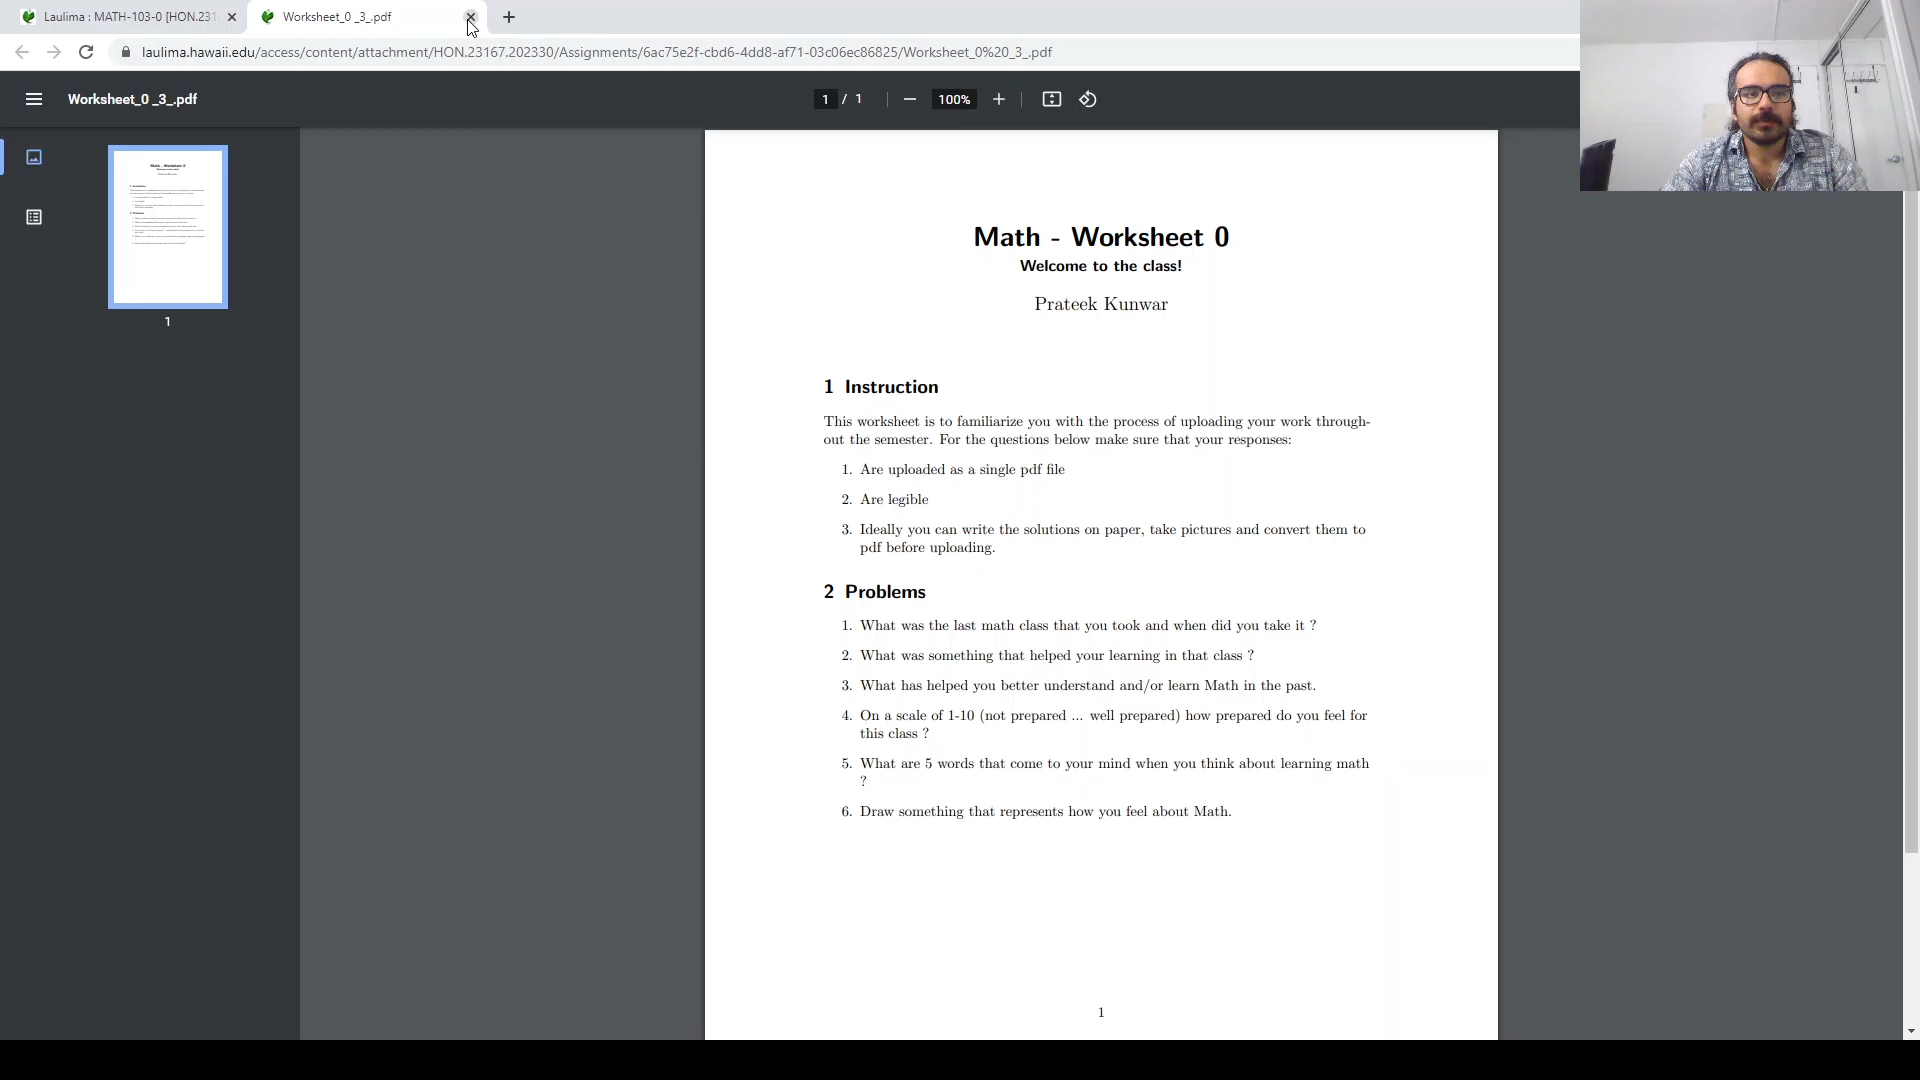 Laulima : MATH-103-0 [HON.231
Worksheet_0 _3_.pdf
laulima.hawaii.edu/access/content/attachment/HON.23167.202330/Assignments/6ac75e2f-cbd6-4dd8-af71-03c06ec86825/Worksheet_0%20_3_.pdf
Worksheet_0 _3_.pdf
1 / 1
100%
1
Math - Worksheet 0
Welcome to the class!
Prateek Kunwar
1 Instruction
This worksheet is to familiarize you with the process of uploading your work through-
out the semester. For the questions below make sure that your responses:
1. Are uploaded as a single pdf file
2. Are legible
3. Ideally you can write the solutions on paper, take pictures and convert them to
pdf before uploading.
2 Problems
1. What was the last math class that you took and when did you take it ?
2. What was something that helped your learning in that class ?
3. What has helped you better understand and/or learn Math in the past.
4. On a scale of 1-10 (not prepared ... well prepared) how prepared do you feel for
this class ?
5. What are 5 words that come to your mind when you think about learning math
?
6. Draw something that represents how you feel about Math.
1